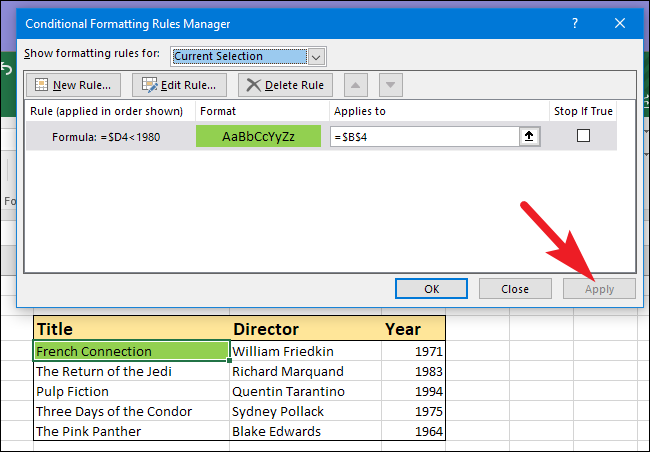 Conditional Formatting Rules Manager
Show formatting rules for: Current Selection
New Rule... Edit Rule... Delete Rule
Rule (applied in order shown) Format Applies to Stop If True
Formula: =$D4<1980 AaBbCcYyZz =$B$4
Fo
OK Close Apply
Title Director Year
French Connection William Friedkin 1971
The Return of the Jedi Richard Marquand 1983
Pulp Fiction Quentin Tarantino 1994
Three Days of the Condor Sydney Pollack 1975
The Pink Panther Blake Edwards 1964